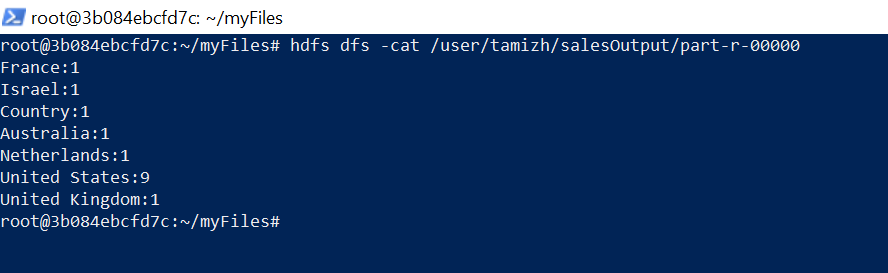 root@3b084ebcfd7c: ~/myFiles
root@3b084ebcfd7c:~/myFiles# hdfs dfs -cat /user/tamizh/salesOutput/part-r-00000
France:1
Israel:1
Country:1
Australia:1
Netherlands:1
United States:9
United Kingdom:1
root@3b084ebcfd7c:~/myFiles#